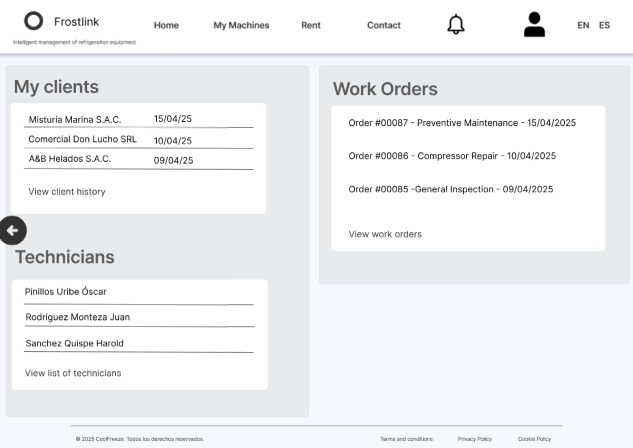 Frostlink
Intelligent management of refrigeration equipment
Home My Machines Rent Contact EN ES
My clients
Misturía Marina S.A.C. 15/04/25
Comercial Don Lucho SRL 10/04/25
A&B Helados S.A.C. 09/04/25
View client history
Technicians
Pinillos Uribe Óscar
Rodríguez Monteza Juan
Sanchez Quispe Harold
View list of technicians
Work Orders
Order #00087 - Preventive Maintenance - 15/04/2025
Order #00086 - Compressor Repair - 10/04/2025
Order #00085 -General Inspection - 09/04/2025
View work orders
© 2025 CoolFreeze. Todos los derechos reservados. Terms and conditions Privacy Policy Cookie Policy